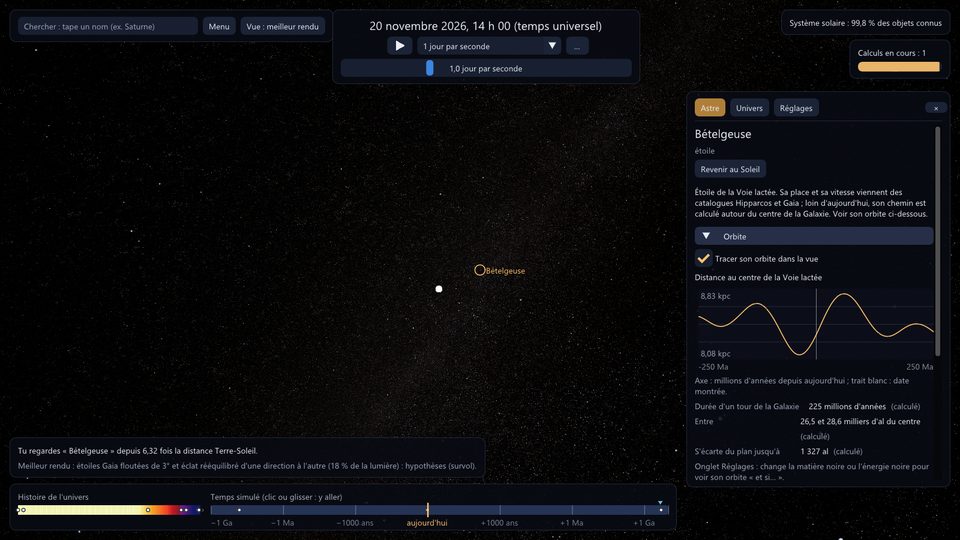 Chercher : tape un nom (ex. Saturne)
Menu
Vue : meilleur rendu
20 novembre 2026, 14 h 00 (temps universel)
1 jour par seconde
...
1,0 jour par seconde
Système solaire : 99,8 % des objets connus
Calculs en cours : 1
Astre
Univers
Réglages
×
Bételgeuse
étoile
Revenir au Soleil
Étoile de la Voie lactée. Sa place et sa vitesse viennent des
catalogues Hipparcos et Gaia ; loin d'aujourd'hui, son chemin est
calculé autour du centre de la Galaxie. Voir son orbite ci-dessous.
Orbite
Tracer son orbite dans la vue
Distance au centre de la Voie lactée
8,83 kpc
8,08 kpc
-250 Ma
250 Ma
Axe : millions d'années depuis aujourd'hui ; trait blanc : date
montrée.
Durée d'un tour de la Galaxie 225 millions d'années (calculé)
Entre 26,5 et 28,6 milliers d'al du centre
(calculé)
S'écarte du plan jusqu'à 1 327 al (calculé)
Onglet Réglages : change la matière noire ou l'énergie noire pour
voir son orbite « et si... ».
Bételgeuse
Tu regardes « Bételgeuse » depuis 6,32 fois la distance Terre-Soleil.
Meilleur rendu : étoiles Gaia floutées de 3° et éclat rééquilibré d'une direction à l'autre (18 % de la lumière) : hypothèses (survol).
Histoire de l'univers
Temps simulé (clic ou glisser : y aller)
−1 Ga
−1 Ma
−1000 ans
aujourd'hui
+1000 ans
+1 Ma
+1 Ga